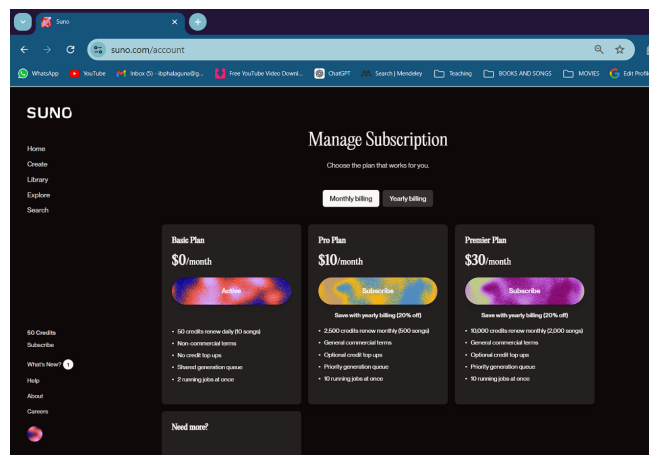 Suno
suno.com/account
WhatsApp
YouTube
Inbox (5) - ibphalaguna@g...
Free YouTube Video Downl...
ChatGPT
Search | Mendeley
Teaching
BOOKS AND SONGS
MOVIES
Edit Profil
SUNO
Home
Create
Library
Explore
Search
50 Credits
Subscribe
What's New? 1
Help
About
Careers
Manage Subscription
Choose the plan that works for you.
Monthly billing Yearly billing
Basic Plan
$0/month
Active
• 50 credits renew daily (10 songs)
• Non-commercial terms
• No credit top ups
• Shared generation queue
• 2 running jobs at once
Pro Plan
$10/month
Subscribe
Save with yearly billing (20% off)
• 2,500 credits renew monthly (500 songs)
• General commercial terms
• Optional credit top ups
• Priority generation queue
• 10 running jobs at once
Premier Plan
$30/month
Subscribe
Save with yearly billing (20% off)
• 10,000 credits renew monthly (2,000 songs)
• General commercial terms
• Optional credit top ups
• Priority generation queue
• 10 running jobs at once
Need more?